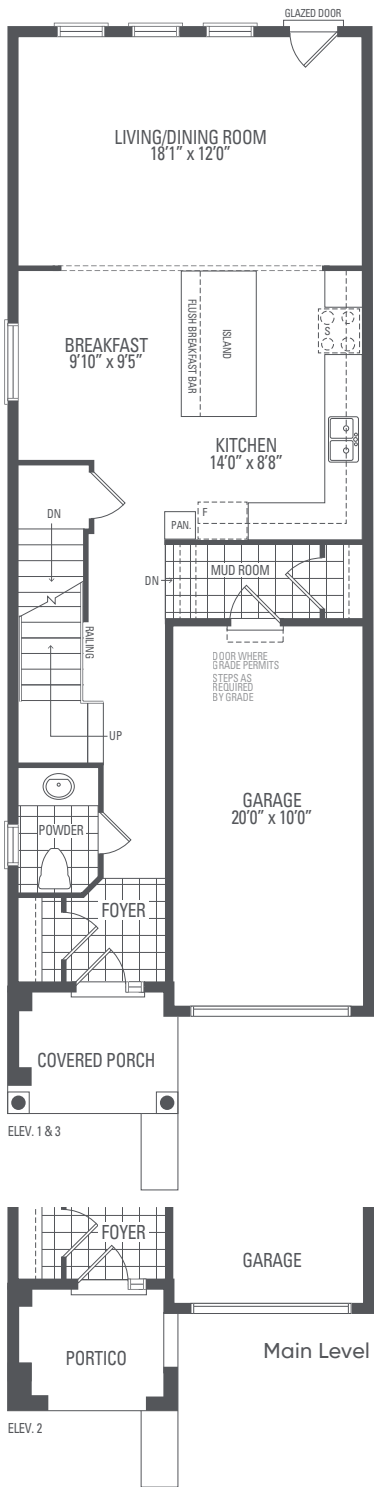 GLAZED DOOR
LIVING/DINING ROOM
18'1" x 12'0"
FLUSH BREAKFAST BAR
ISLAND
S
BREAKFAST
9'10" x 9'5"
KITCHEN
14'0" x 8'8"
F
PAN.
DN
DN
MUD ROOM
RAILING
DOOR WHERE
GRADE PERMITS
STEPS AS
REQUIRED
BY GRADE
UP
GARAGE
20'0" x 10'0"
POWDER
FOYER
COVERED PORCH
ELEV. 1 & 3
FOYER
GARAGE
PORTICO
Main Level
ELEV. 2